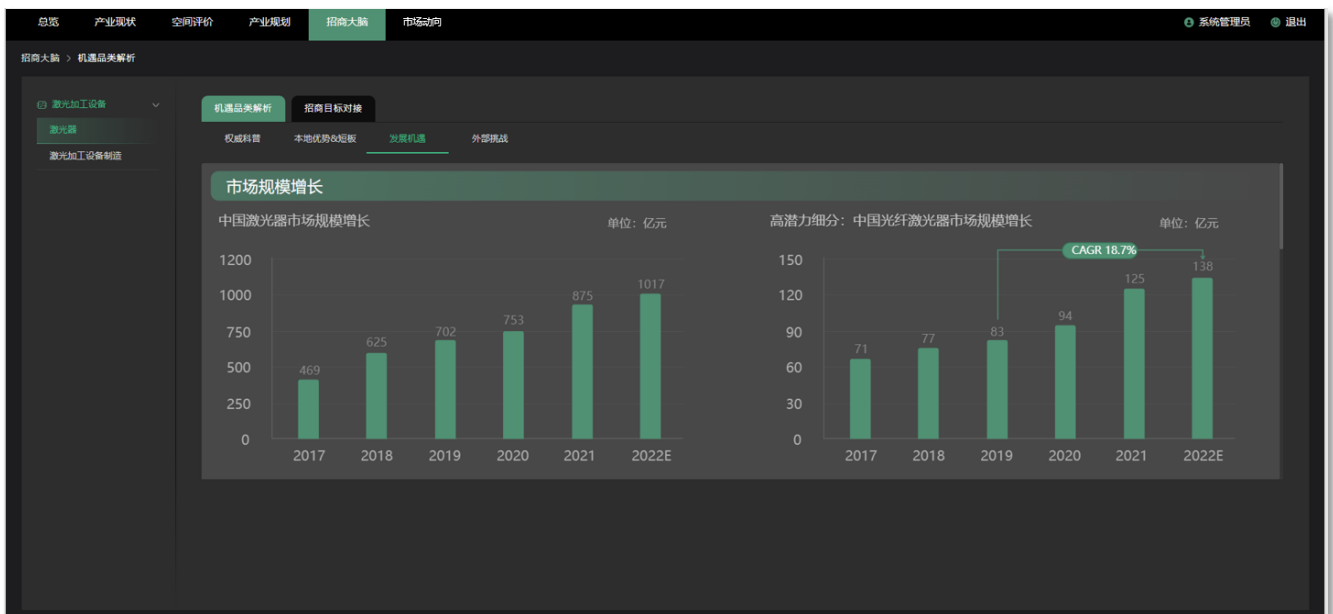 总览 产业现状 空间评价 产业规划 招商大脑 市场动向 系统管理员 退出
招商大脑 > 机遇品类解析
激光加工设备
激光器
激光加工设备制造
机遇品类解析 招商目标对接
权威科普 本地优势&短板 发展机遇 外部挑战
市场规模增长
中国激光器市场规模增长 单位：亿元
1200
1000
750
500
250
0
469
625
702
753
875
1017
2017 2018 2019 2020 2021 2022E
高潜力细分：中国光纤激光器市场规模增长 单位：亿元
CAGR 18.7%
150
120
90
60
30
0
71
77
83
94
125
138
2017 2018 2019 2020 2021 2022E